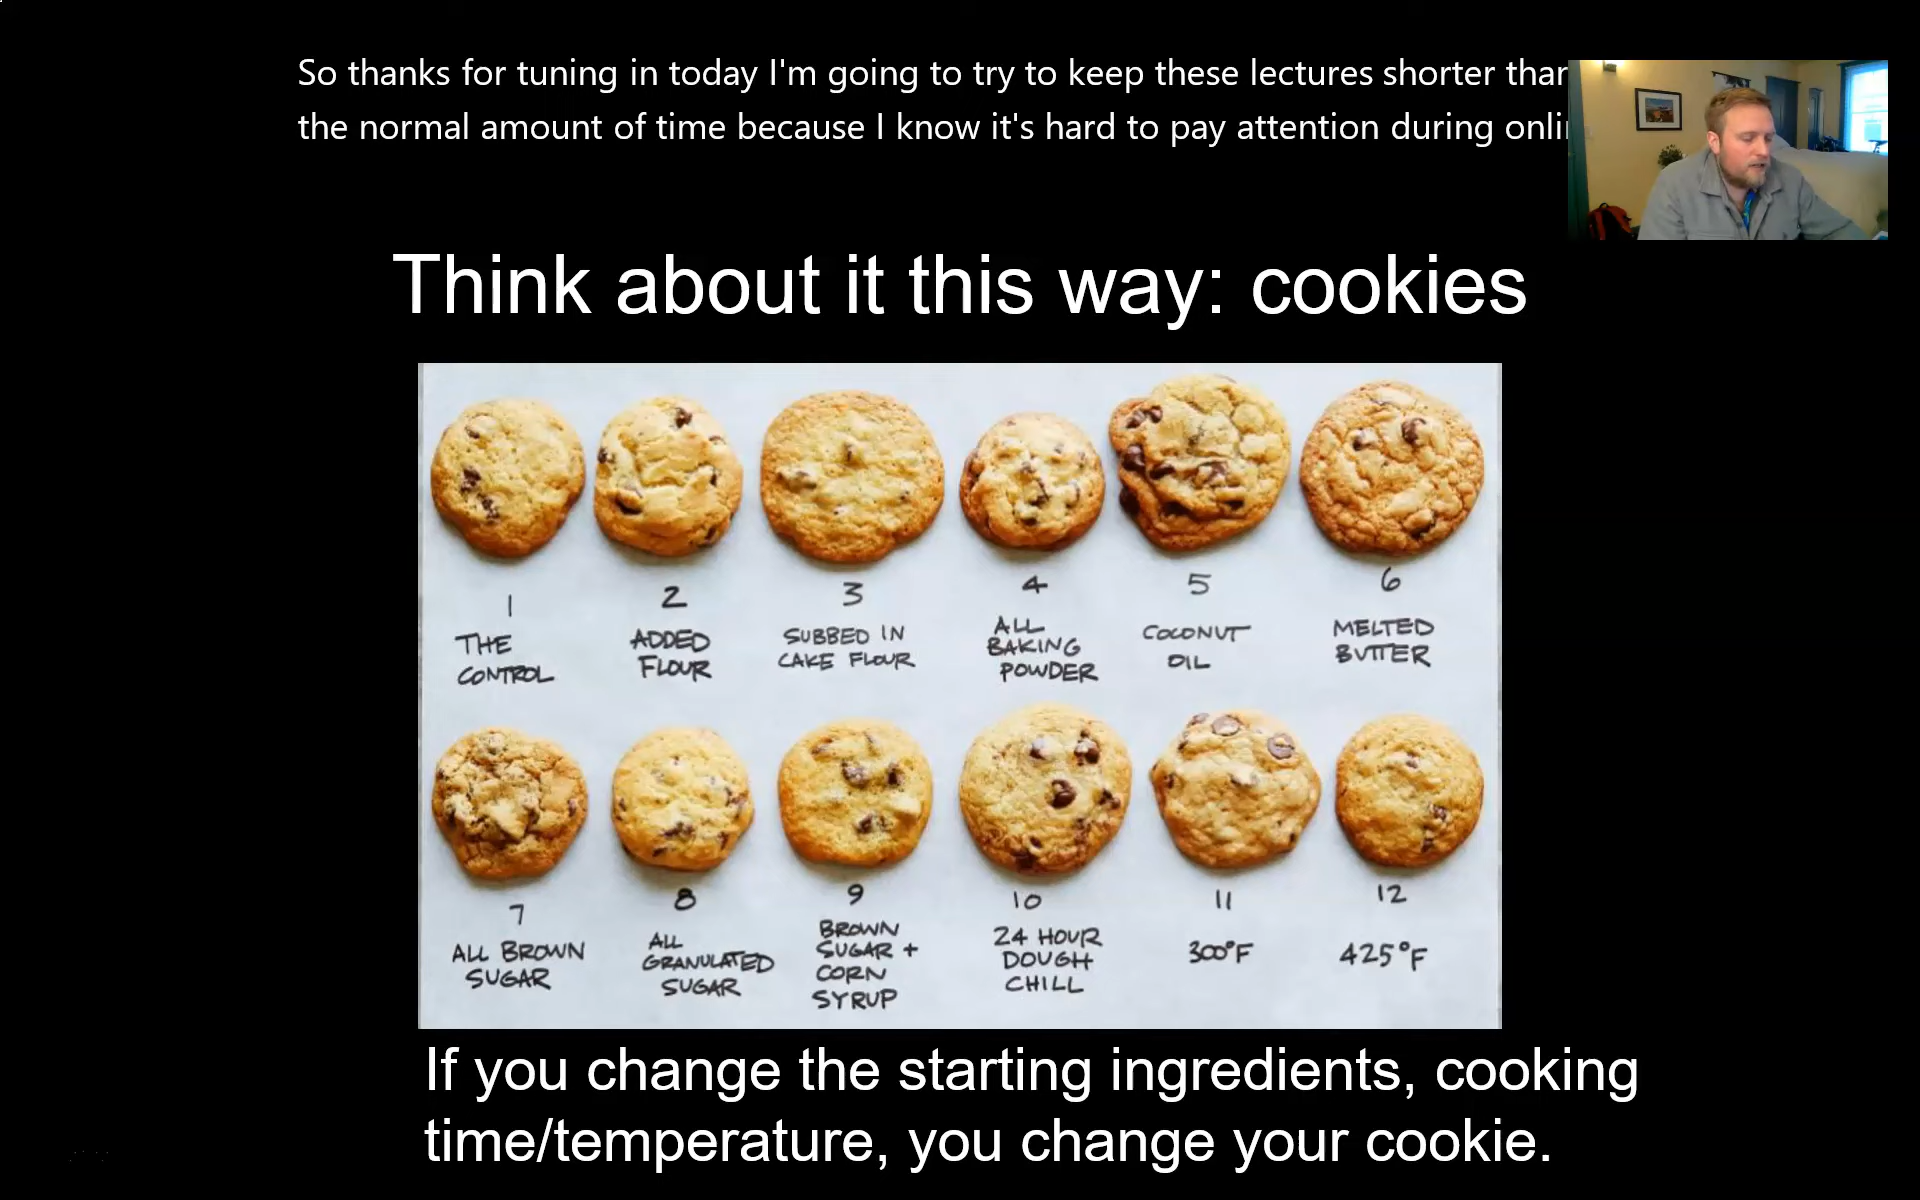 So thanks for tuning in today I'm going to try to keep these lectures shorter than
the normal amount of time because I know it's hard to pay attention during
Think about it this way: cookies
1
THE
CONTROL
2
ADDED
FLOUR
3
SUBBED IN
CAKE FLOUR
4
ALL
BAKING
POWDER
5
COCONUT
OIL
6
MELTED
BUTTER
7
ALL BROWN
SUGAR
8
ALL
GRANULATED
SUGAR
9
BROWN
SUGAR +
CORN
SYRUP
10
24 HOUR
DOUGH
CHILL
11
300°F
12
425°F
If you change the starting ingredients, cooking
time/temperature, you change your cookie.